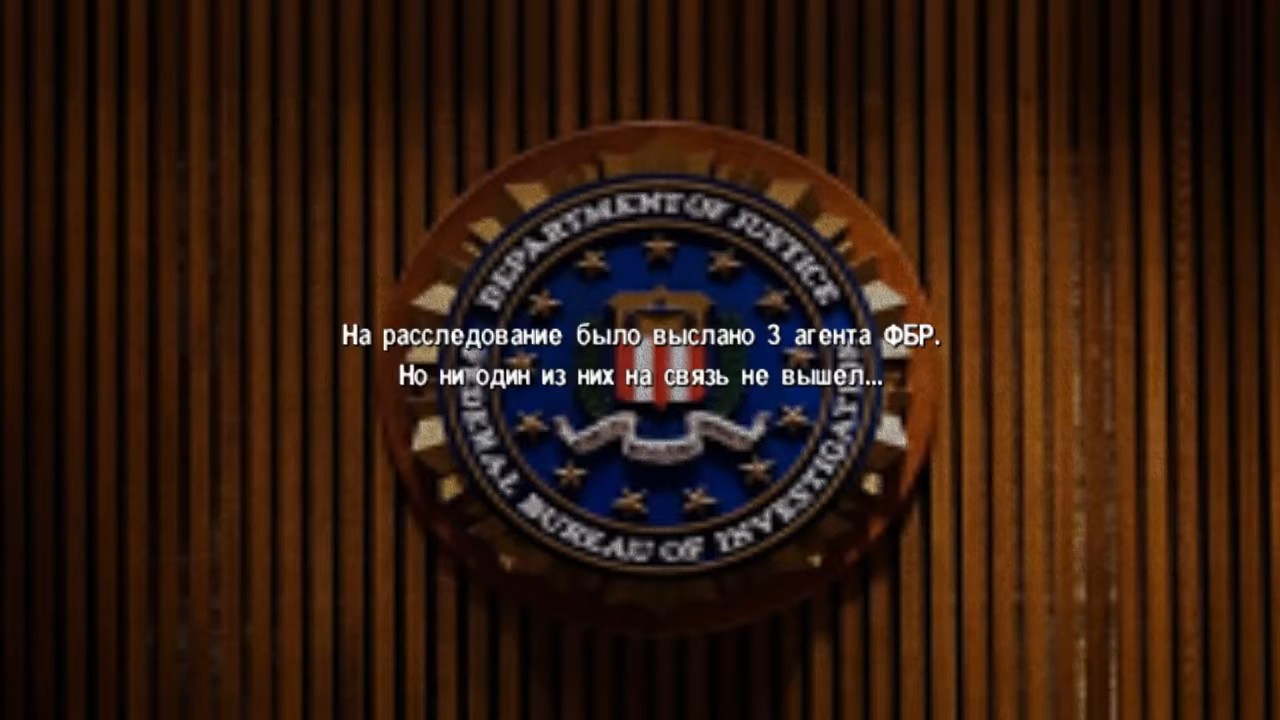 DEPARTMENT OF JUSTICE
На расследование было выслано 3 агента ФБР.
Но ни один из них на связь не вышел...
FEDERAL BUREAU OF INVESTIGATION